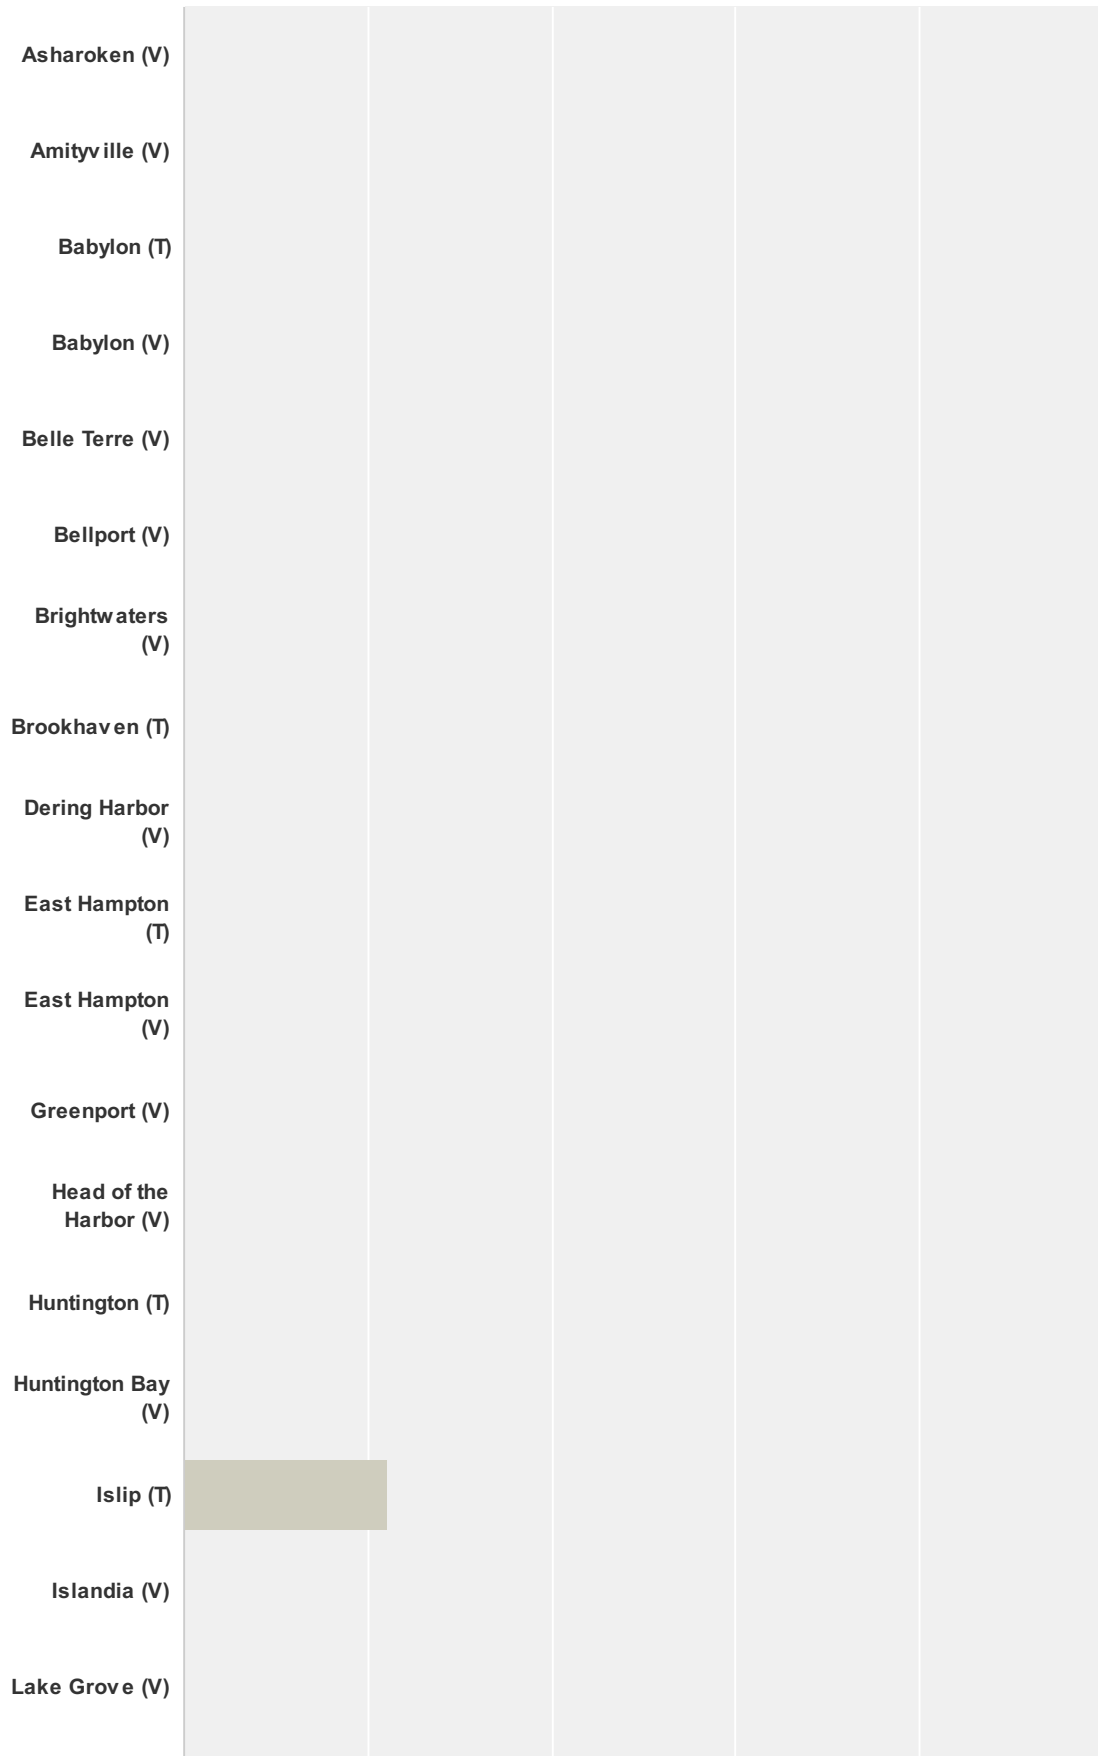 Asharoken (V)
Amityville (V)
Babylon (T)
Babylon (V)
Belle Terre (V)
Bellport (V)
Brightwaters
(V)
Brookhaven (T)
Dering Harbor
(V)
East Hampton
(T)
East Hampton
(V)
Greenport (V)
Head of the
Harbor (V)
Huntington (T)
Huntington Bay
(V)
Islip (T)
Islandia (V)
Lake Grove (V)